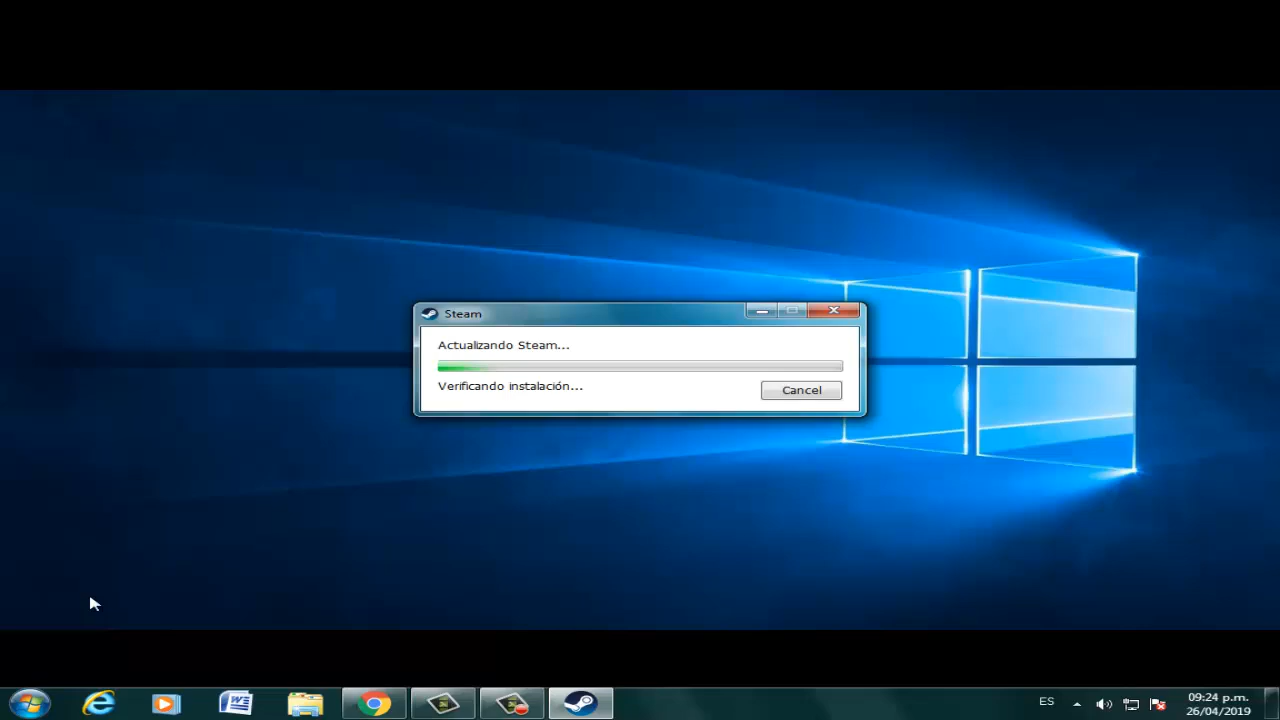 Steam
Actualizando Steam...
Verificando instalación...
Cancel
ES
09:24 p.m.
26/04/2019